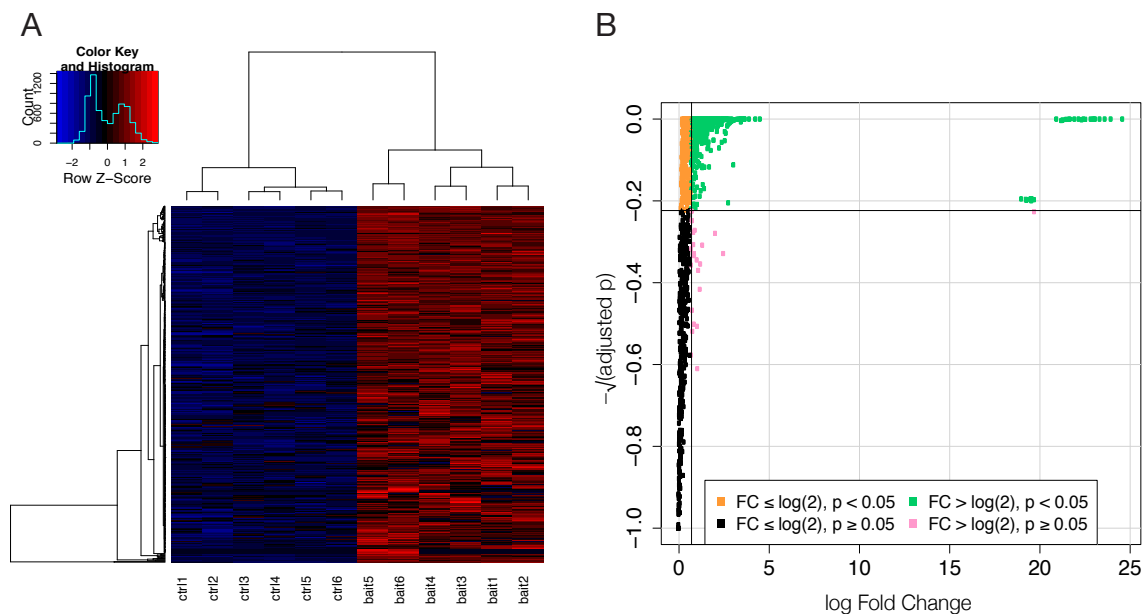 A
Color Key
and Histogram
Count
0 600 1200
−2 0 1 2
Row Z−Score
ctrl1 ctrl2 ctrl3 ctrl4 ctrl5 ctrl6 bait5 bait6 bait4 bait3 bait1 bait2
B
−√(adjusted p)
−0.0
−0.2
−0.4
−0.6
−0.8
−1.0
FC ≤ log(2), p < 0.05 FC > log(2), p < 0.05
FC ≤ log(2), p ≥ 0.05 FC > log(2), p ≥ 0.05
0 5 10 15 20 25
log Fold Change